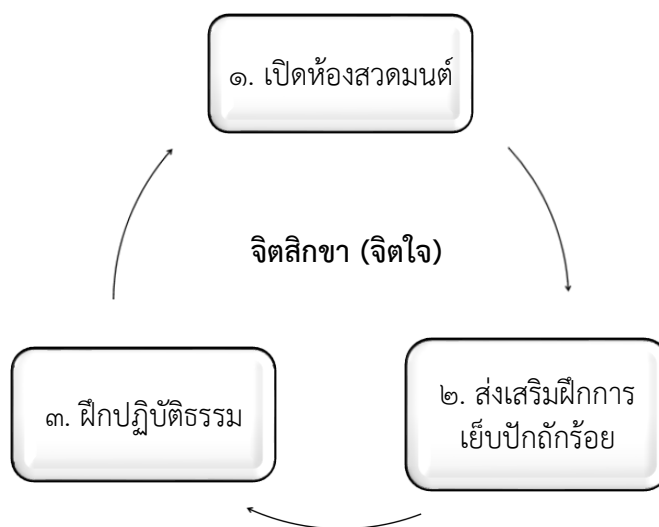 ๑. เปิดห้องสวดมนต์
จิตสิกขา (จิตใจ)
๓. ฝึกปฏิบัติธรรม
๒. ส่งเสริมฝึกการ
เย็บปักถักร้อย